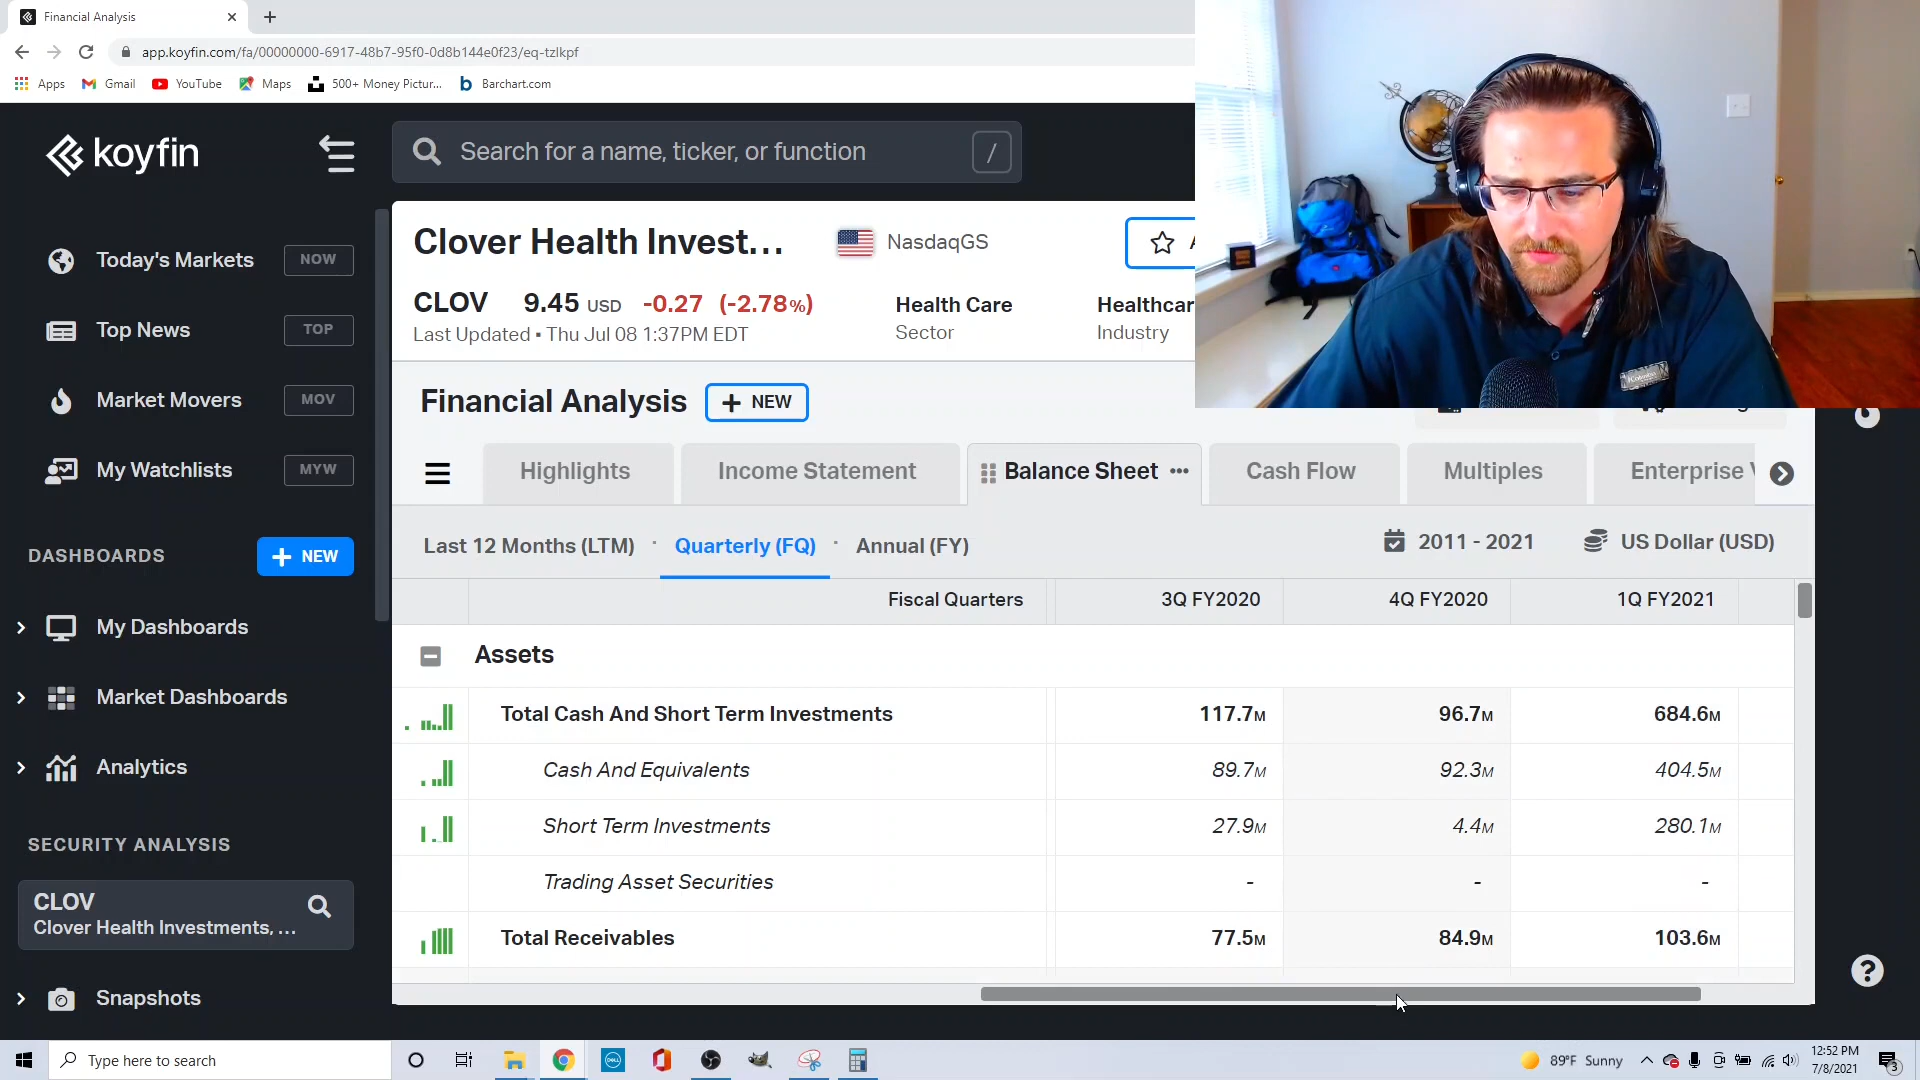 Financial Analysis
app.koyfin.com/fa/00000000-6917-48b7-95f0-0d8b144e0f23/eq-tzlkpf
Apps Gmail YouTube Maps 500+ Money Pictur... Barchart.com
koyfin
Search for a name, ticker, or function /
Today's Markets NOW
Top News TOP
Market Movers MOV
My Watchlists MYW
DASHBOARDS + NEW
My Dashboards
Market Dashboards
Analytics
SECURITY ANALYSIS
CLOV
Clover Health Investments, ...
Snapshots
Clover Health Invest... NasdaqGS
CLOV 9.45 USD -0.27 (-2.78%)
Last Updated • Thu Jul 08 1:37PM EDT
Health Care
Sector
Healthcar
Industry
Financial Analysis + NEW
Highlights Income Statement Balance Sheet ••• Cash Flow Multiples Enterprise
Last 12 Months (LTM) · Quarterly (FQ) · Annual (FY) 2011 - 2021 US Dollar (USD)
Fiscal Quarters 3Q FY2020 4Q FY2020 1Q FY2021
Assets
Total Cash And Short Term Investments 117.7M 96.7M 684.6M
Cash And Equivalents 89.7M 92.3M 404.5M
Short Term Investments 27.9M 4.4M 280.1M
Trading Asset Securities - - -
Total Receivables 77.5M 84.9M 103.6M
?
Type here to search
DELL
89°F Sunny
12:52 PM
7/8/2021
3